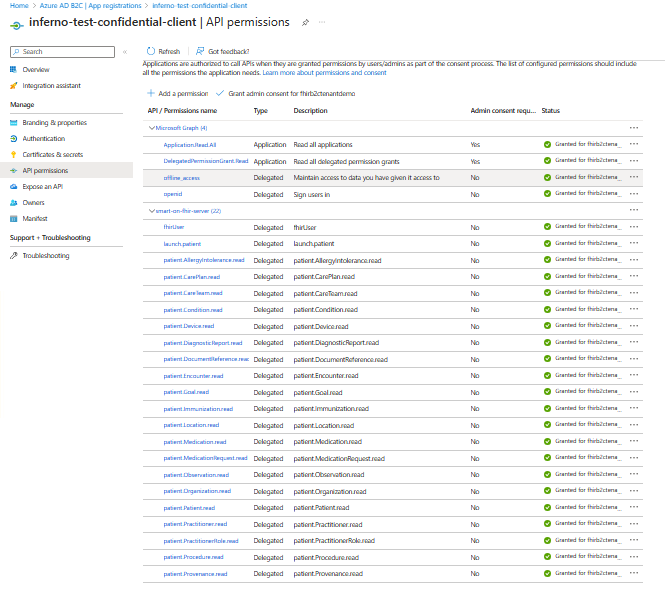 Home > Azure AD B2C | App registrations > inferno-test-confidential-client
inferno-test-confidential-client | API permissions
Search
Overview
Integration assistant
Manage
Branding & properties
Authentication
Certificates & secrets
API permissions
Expose an API
Owners
Manifest
Support + Troubleshooting
Troubleshooting
Refresh Got feedback?
Applications are authorized to call APIs when they are granted permissions by users/admins as part of the consent process. The list of configured permissions should include
all the permissions the application needs. Learn more about permissions and consent
Add a permission Grant admin consent for fhirb2ctenantdemo
API / Permissions name Type Description Admin consent requ... Status
Microsoft Graph (4)
Application.Read.All Application Read all applications Yes Granted for fhirb2ctena...
DelegatedPermissionGrant.Read Application Read all delegated permission grants Yes Granted for fhirb2ctena...
offline_access Delegated Maintain access to data you have given it access to No Granted for fhirb2ctena...
openid Delegated Sign users in No Granted for fhirb2ctena...
smart-on-fhir-server (22)
fhirUser Delegated fhirUser No Granted for fhirb2ctena...
launch.patient Delegated launch.patient No Granted for fhirb2ctena...
patient.AllergyIntolerance.read Delegated patient.AllergyIntolerance.read No Granted for fhirb2ctena...
patient.CarePlan.read Delegated patient.CarePlan.read No Granted for fhirb2ctena...
patient.CareTeam.read Delegated patient.CareTeam.read No Granted for fhirb2ctena...
patient.Condition.read Delegated patient.Condition.read No Granted for fhirb2ctena...
patient.Device.read Delegated patient.Device.read No Granted for fhirb2ctena...
patient.DiagnosticReport.read Delegated patient.DiagnosticReport.read No Granted for fhirb2ctena...
patient.DocumentReference.read Delegated patient.DocumentReference.read No Granted for fhirb2ctena...
patient.Encounter.read Delegated patient.Encounter.read No Granted for fhirb2ctena...
patient.Goal.read Delegated patient.Goal.read No Granted for fhirb2ctena...
patient.Immunization.read Delegated patient.Immunization.read No Granted for fhirb2ctena...
patient.Location.read Delegated patient.Location.read No Granted for fhirb2ctena...
patient.Medication.read Delegated patient.Medication.read No Granted for fhirb2ctena...
patient.MedicationRequest.read Delegated patient.MedicationRequest.read No Granted for fhirb2ctena...
patient.Observation.read Delegated patient.Observation.read No Granted for fhirb2ctena...
patient.Organization.read Delegated patient.Organization.read No Granted for fhirb2ctena...
patient.Patient.read Delegated patient.Patient.read No Granted for fhirb2ctena...
patient.Practitioner.read Delegated patient.Practitioner.read No Granted for fhirb2ctena...
patient.PractitionerRole.read Delegated patient.PractitionerRole.read No Granted for fhirb2ctena...
patient.Procedure.read Delegated patient.Procedure.read No Granted for fhirb2ctena...
patient.Provenance.read Delegated patient.Provenance.read No Granted for fhirb2ctena...